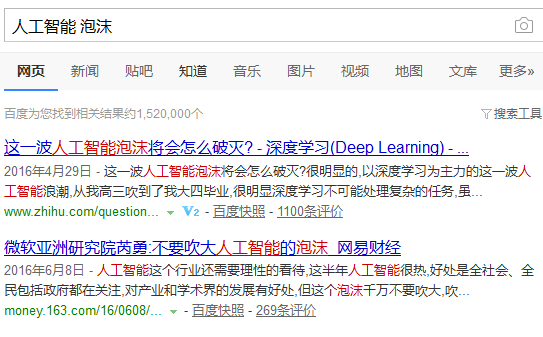 人工智能 泡沫
网页 新闻 贴吧 知道 音乐 图片 视频 地图 文库 更多»
百度为您找到相关结果约1,520,000个 搜索工具
这一波人工智能泡沫将会怎么破灭? - 深度学习(Deep Learning) - ...
2016年4月29日 - 这一波人工智能泡沫将会怎么破灭?很明显的,以深度学习为主力的这一波人
工智能浪潮,从我高三吹到了我大四毕业,很明显深度学习不可能处理复杂的任务,虽...
www.zhihu.com/question... V2 - 百度快照 - 1100条评价
微软亚洲研究院芮勇:不要吹大人工智能的泡沫_网易财经
2016年6月8日 - 人工智能这个行业还需要理性的看待,这半年人工智能很热,好处是全社会、全
民包括政府都在关注,对产业和学术界的发展有好处,但这个泡沫千万不要吹大,吹...
money.163.com/16/0608/... - 百度快照 - 269条评价